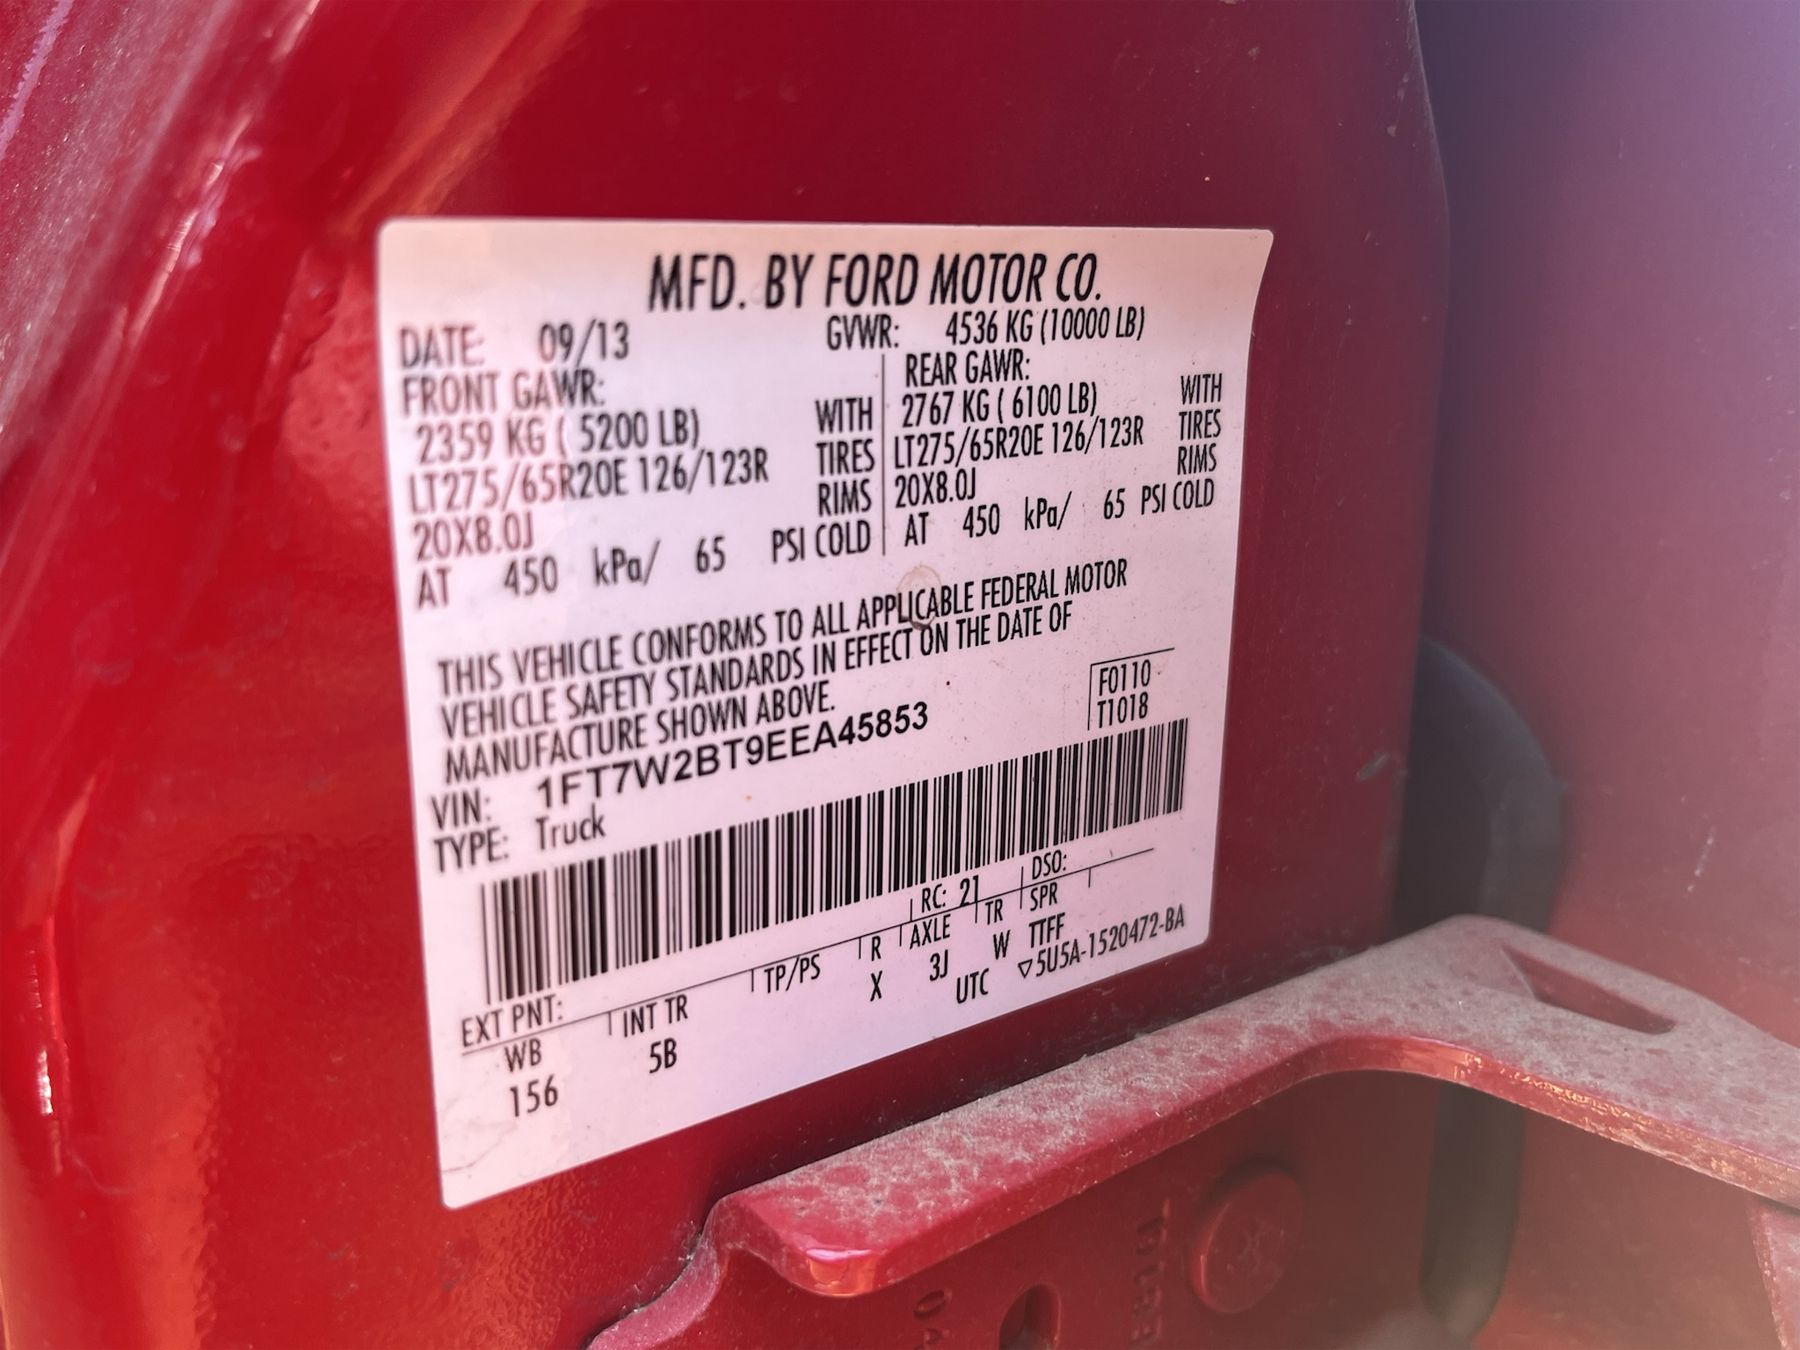 MFD. BY FORD MOTOR CO.
DATE: 09/13 GVWR: 4536 KG (10000 LB)
FRONT GAWR: REAR GAWR:
2359 KG ( 5200 LB) WITH 2767 KG ( 6100 LB) WITH
LT275/65R20E 126/123R TIRES LT275/65R20E 126/123R TIRES
20X8.0J RIMS 20X8.0J RIMS
AT 450 kPa/ 65 PSI COLD AT 450 kPa/ 65 PSI COLD
THIS VEHICLE CONFORMS TO ALL APPLICABLE FEDERAL MOTOR
VEHICLE SAFETY STANDARDS IN EFFECT ON THE DATE OF
MANUFACTURE SHOWN ABOVE.
VIN: 1FT7W2BT9EEA45853
F0110
TYPE: Truck
T1018
EXT PNT: RC: 21 DSO:
WB INT TR TP/PS R AXLE TR SPR
156 5B X 3J W TTFF
UTC ▽5U5A-1520472-BA